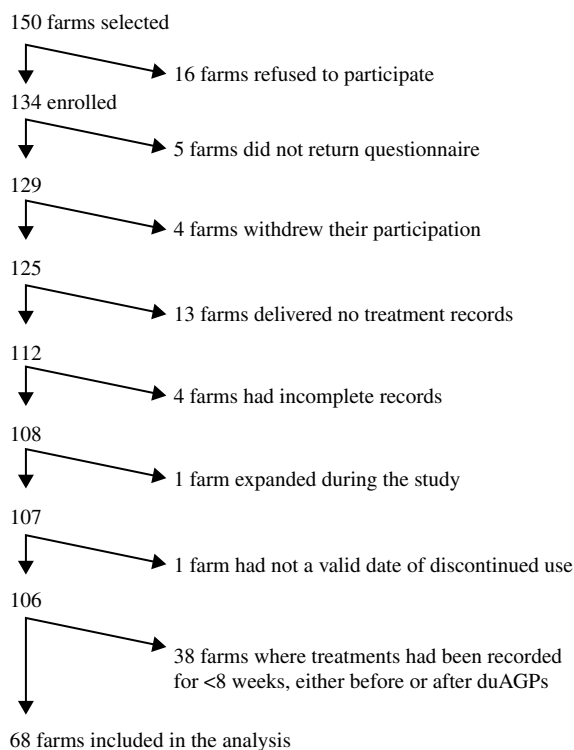 150 farms selected
16 farms refused to participate
134 enrolled
5 farms did not return questionnaire
129
4 farms withdrew their participation
125
13 farms delivered no treatment records
112
4 farms had incomplete records
108
1 farm expanded during the study
107
1 farm had not a valid date of discontinued use
106
38 farms where treatments had been recorded
for <8 weeks, either before or after duAGPs
68 farms included in the analysis